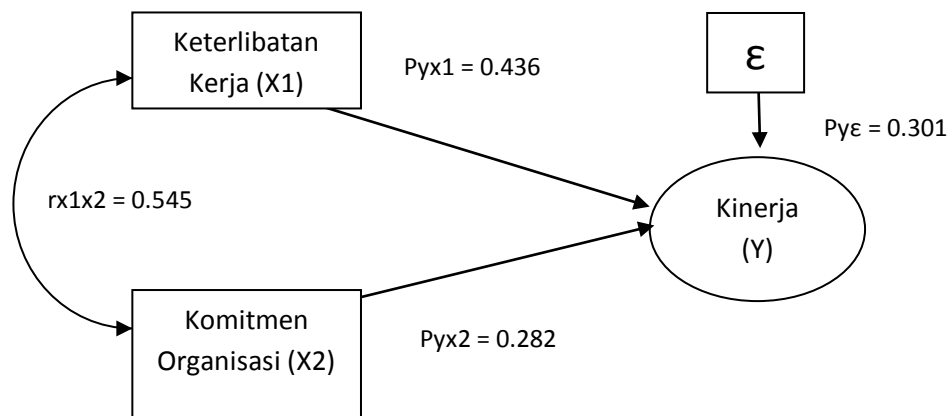 Keterlibatan
Kerja (X1)
Pyx1 = 0.436
ε
Pyε = 0.301
rx1x2 = 0.545
Kinerja
(Y)
Komitmen
Organisasi (X2)
Pyx2 = 0.282